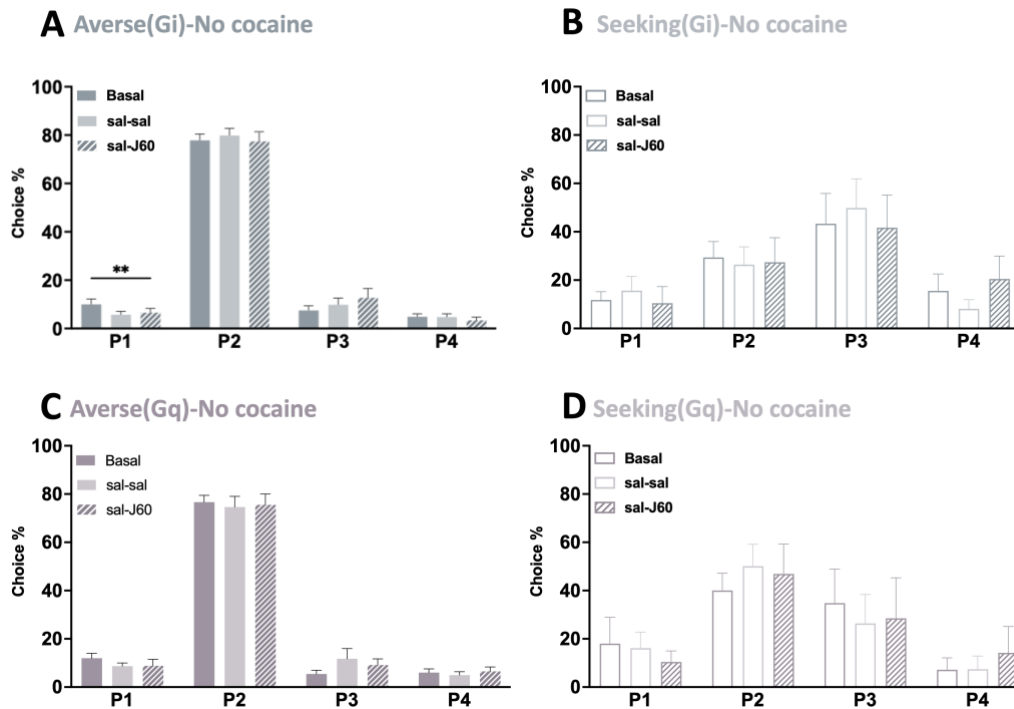 A Averse(Gi)-No cocaine
100
80
60
40
20
0
Choice %
Basal
sal-sal
sal-J60
**
P1 P2 P3 P4
B Seeking(Gi)-No cocaine
100
80
60
40
20
0
Choice %
Basal
sal-sal
sal-J60
P1 P2 P3 P4
C Averse(Gq)-No cocaine
100
80
60
40
20
0
Choice %
Basal
sal-sal
sal-J60
P1 P2 P3 P4
D Seeking(Gq)-No cocaine
100
80
60
40
20
0
Choice %
Basal
sal-sal
sal-J60
P1 P2 P3 P4